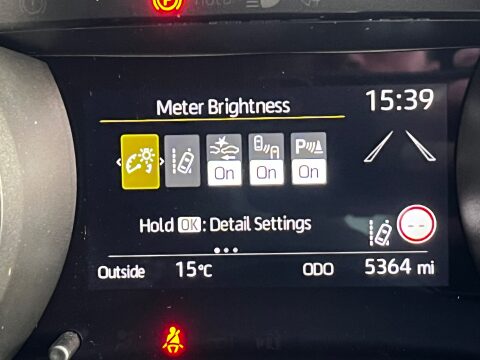 Meter Brightness
15:39
On On On
P
Hold OK : Detail Settings
Outside 15°C ODO 5364 mi